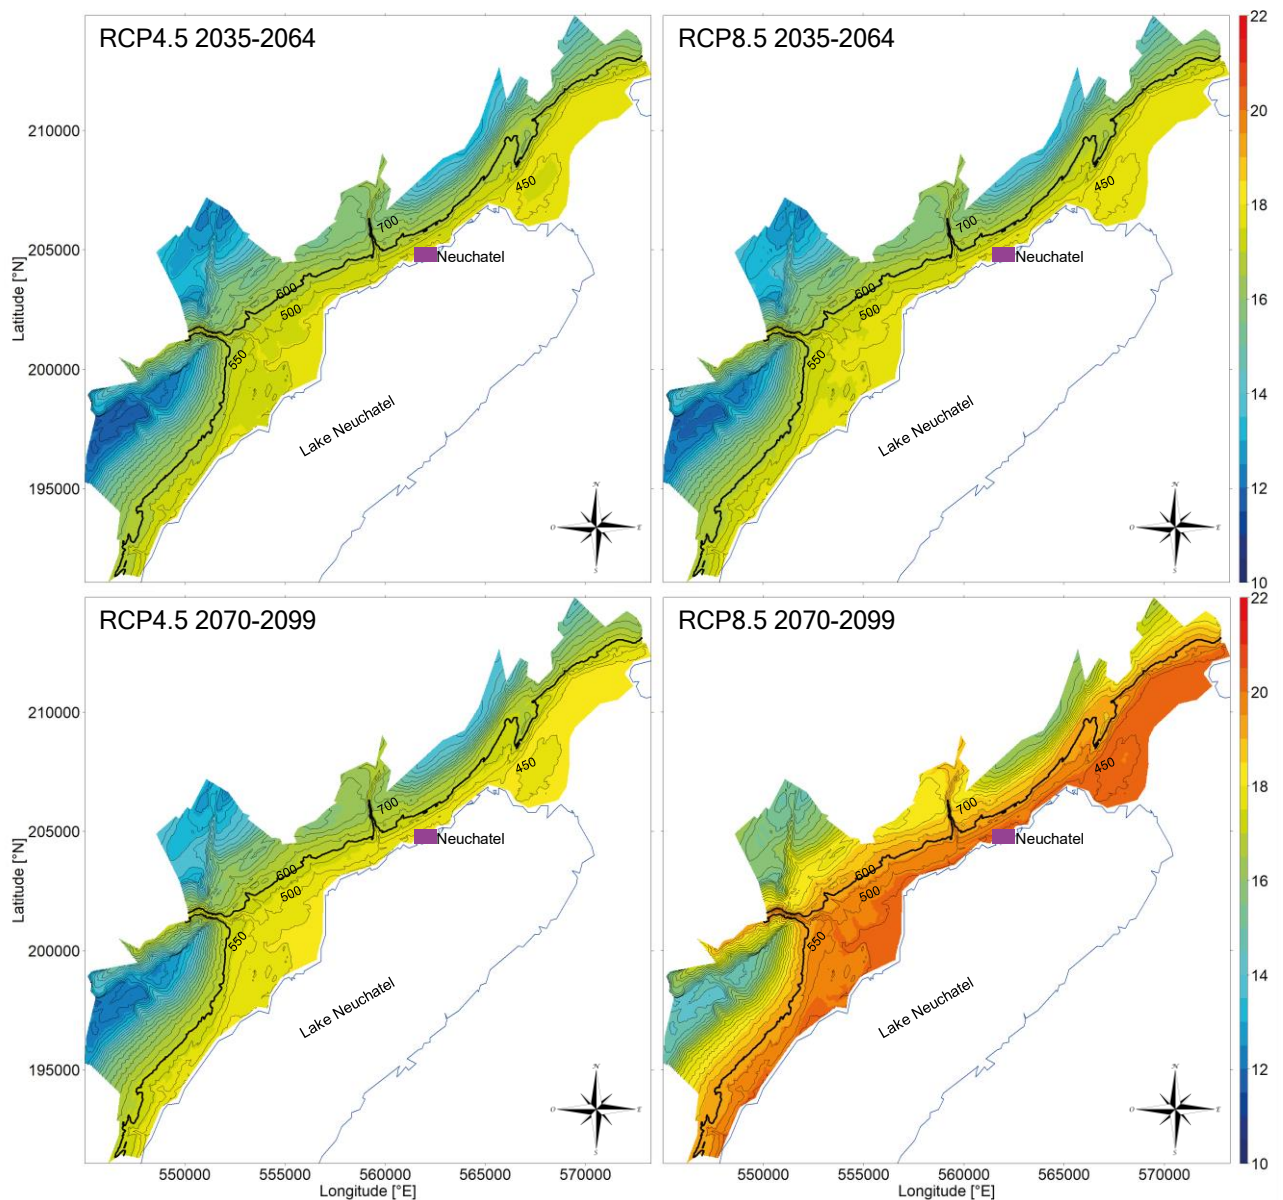 RCP4.5 2035-2064
RCP8.5 2035-2064
22
20
18
16
14
12
10
210000
205000
200000
195000
Latitude [°N]
450
700
Neuchatel
600
500
550
Lake Neuchatel
N
O
E
S
450
700
Neuchatel
600
500
550
Lake Neuchatel
N
O
E
S
RCP4.5 2070-2099
RCP8.5 2070-2099
22
20
18
16
14
12
10
210000
205000
200000
195000
Latitude [°N]
450
700
Neuchatel
600
500
550
Lake Neuchatel
N
O
E
S
450
700
Neuchatel
600
500
550
Lake Neuchatel
N
O
E
S
550000 555000 560000 565000 570000
Longitude [°E]
550000 555000 560000 565000 570000
Longitude [°E]